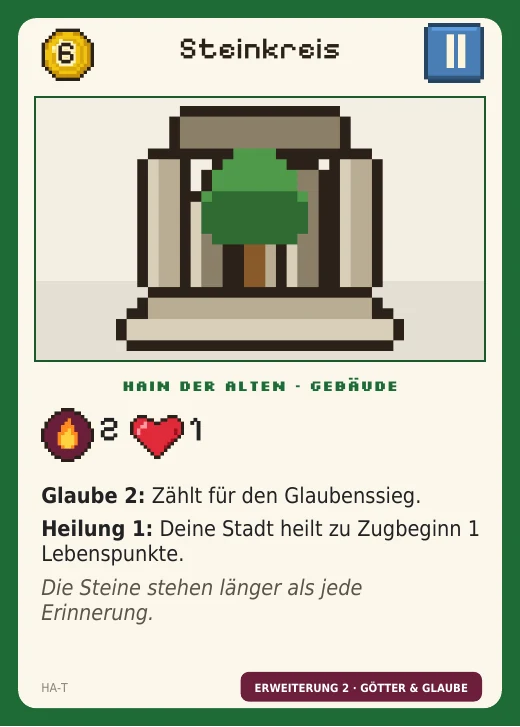 6
Steinkreis
II
HAIN DER ALTEN · GEBÄUDE
2 1
Glaube 2: Zählt für den Glaubenssieg.
Heilung 1: Deine Stadt heilt zu Zugbeginn 1
Lebenspunkte.
Die Steine stehen länger als jede
Erinnerung.
HA-T
ERWEITERUNG 2 · GÖTTER & GLAUBE